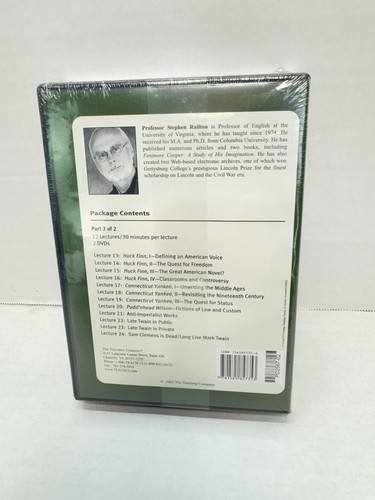 Professor Stephen Railton is Professor of English at the
University of Virginia, where he has taught since 1974. He
received his M.A. and Ph.D. from Columbia University. He has
published numerous articles and two books, including
Fenimore Cooper: A Study of His Imagination. He has also
created two Web-based electronic archives, one of which won
Gettysburg College's prestigious Lincoln Prize for the finest
scholarship on Lincoln and the Civil War era.
Package Contents
Part 2 of 2
12 Lectures/30 minutes per lecture
2 DVDs
Lecture 13: Huck Finn, I—Defining an American Voice
Lecture 14: Huck Finn, II—The Quest for Freedom
Lecture 15: Huck Finn, III—The Great American Novel?
Lecture 16: Huck Finn, IV—Classrooms and Controversy
Lecture 17: Connecticut Yankee, I—Unwriting the Middle Ages
Lecture 18: Connecticut Yankee, II—Revisiting the Nineteenth Century
Lecture 19: Connecticut Yankee, III—The Quest for Status
Lecture 20: Pudd'nhead Wilson—Fictions of Law and Custom
Lecture 21: Anti-Imperialist Works
Lecture 22: Late Twain in Public
Lecture 23: Late Twain in Private
Lecture 24: Sam Clemens is Dead/Long Live Mark Twain
The Teaching Company
Chantilly, VA
© 2002 The Teaching Company